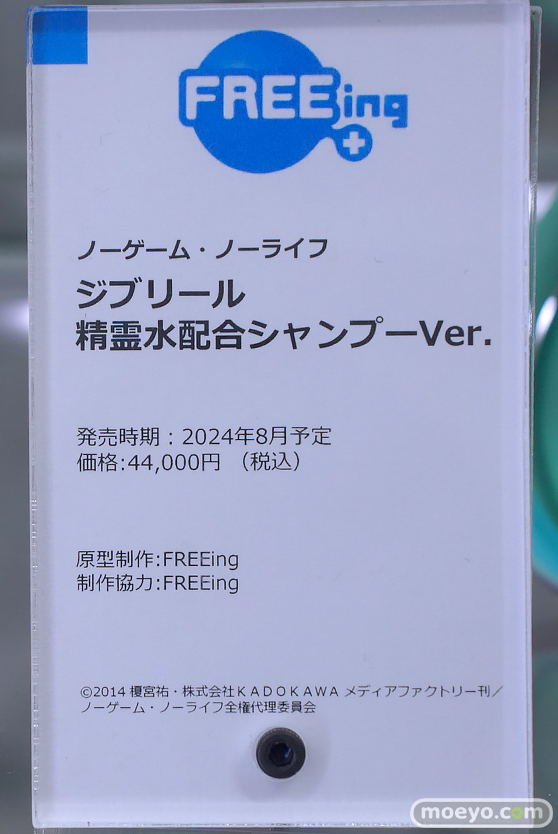 FREEing
ノーゲーム・ノーライフ
ジブリール
精霊水配合シャンプーVer.
発売時期：2024年8月予定
価格:44,000円 （税込）
原型制作:FREEing
制作協力:FREEing
©2014 榎宮祐・株式会社ＫＡＤＯＫＡＷＡ メディアファクトリー刊／
ノーゲーム・ノーライフ全権代理委員会
moeyo.com